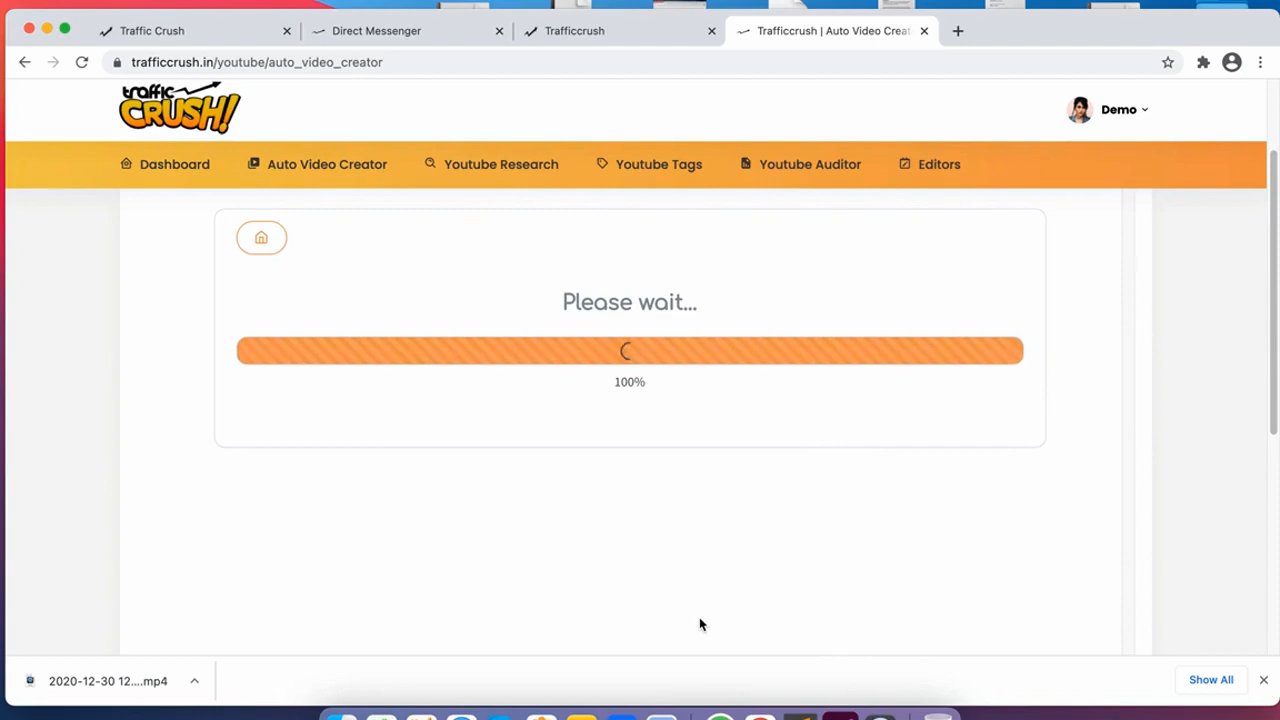 Traffic Crush
Direct Messenger
Trafficcrush
Trafficcrush | Auto Video Creat
trafficcrush.in/youtube/auto_video_creator
traffic
CRUSH!
Demo
Dashboard
Auto Video Creator
Youtube Research
Youtube Tags
Youtube Auditor
Editors
Please wait...
100%
2020-12-30 12....mp4
Show All